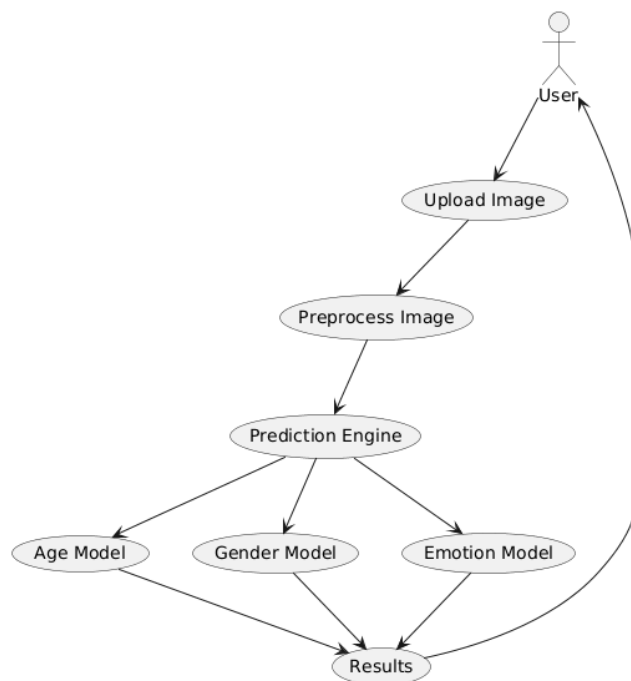 User
Upload Image
Preprocess Image
Prediction Engine
Age Model
Gender Model
Emotion Model
Results